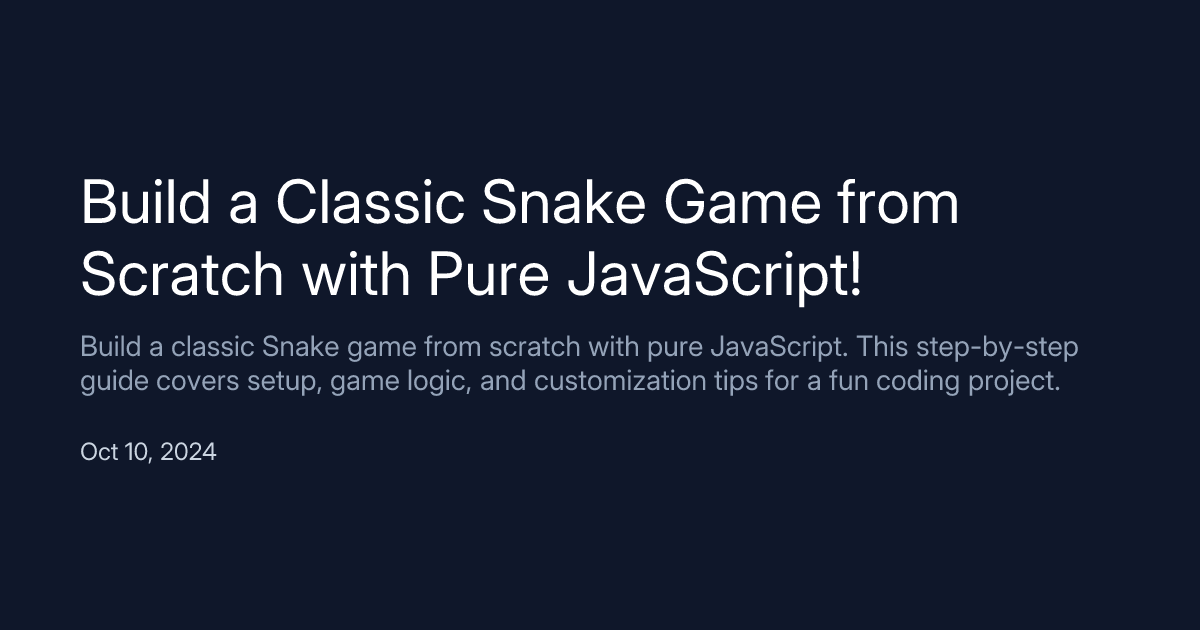 Build a Classic Snake Game from
Scratch with Pure JavaScript!
Build a classic Snake game from scratch with pure JavaScript. This step-by-step
guide covers setup, game logic, and customization tips for a fun coding project.
Oct 10, 2024